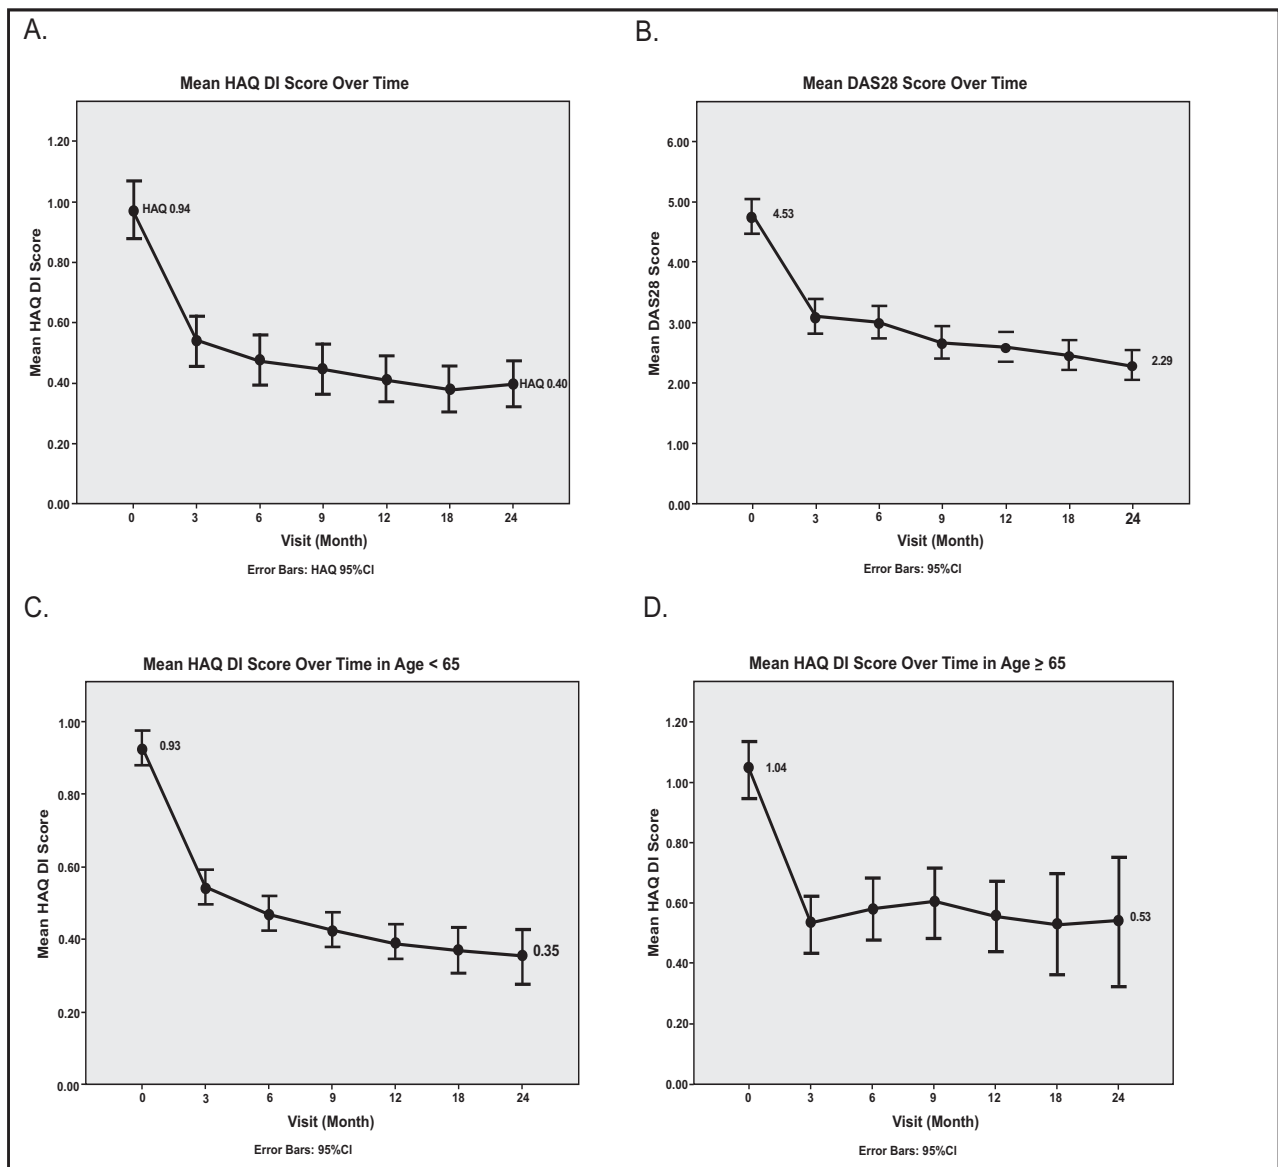 A.
Mean HAQ DI Score Over Time
Mean HAQ DI Score
1.20
1.00
0.80
0.60
0.40
0.20
0.00
HAQ 0.94
HAQ 0.40
0 3 6 9 12 18 24
Visit (Month)
Error Bars: HAQ 95%CI
B.
Mean DAS28 Score Over Time
Mean DAS28 Score
6.00
5.00
4.00
3.00
2.00
1.00
0.00
4.53
2.29
0 3 6 9 12 18 24
Visit (Month)
Error Bars: 95%CI
C.
Mean HAQ DI Score Over Time in Age < 65
Mean HAQ DI Score
1.00
0.80
0.60
0.40
0.20
0.00
0.93
0.35
0 3 6 9 12 18 24
Visit (Month)
Error Bars: 95%CI
D.
Mean HAQ DI Score Over Time in Age ≥ 65
Mean HAQ DI Score
1.20
1.00
0.80
0.60
0.40
0.20
0.00
1.04
0.53
0 3 6 9 12 18 24
Visit (Month)
Error Bars: 95%CI